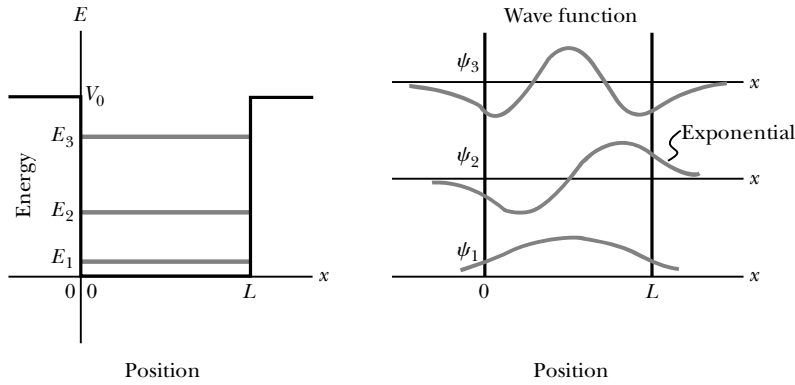 E
V₀
E₃
E₂
E₁
Energy
0 0 L x
Position
Wave function
ψ₃ x
Exponential
ψ₂ x
ψ₁ x
0 L
Position